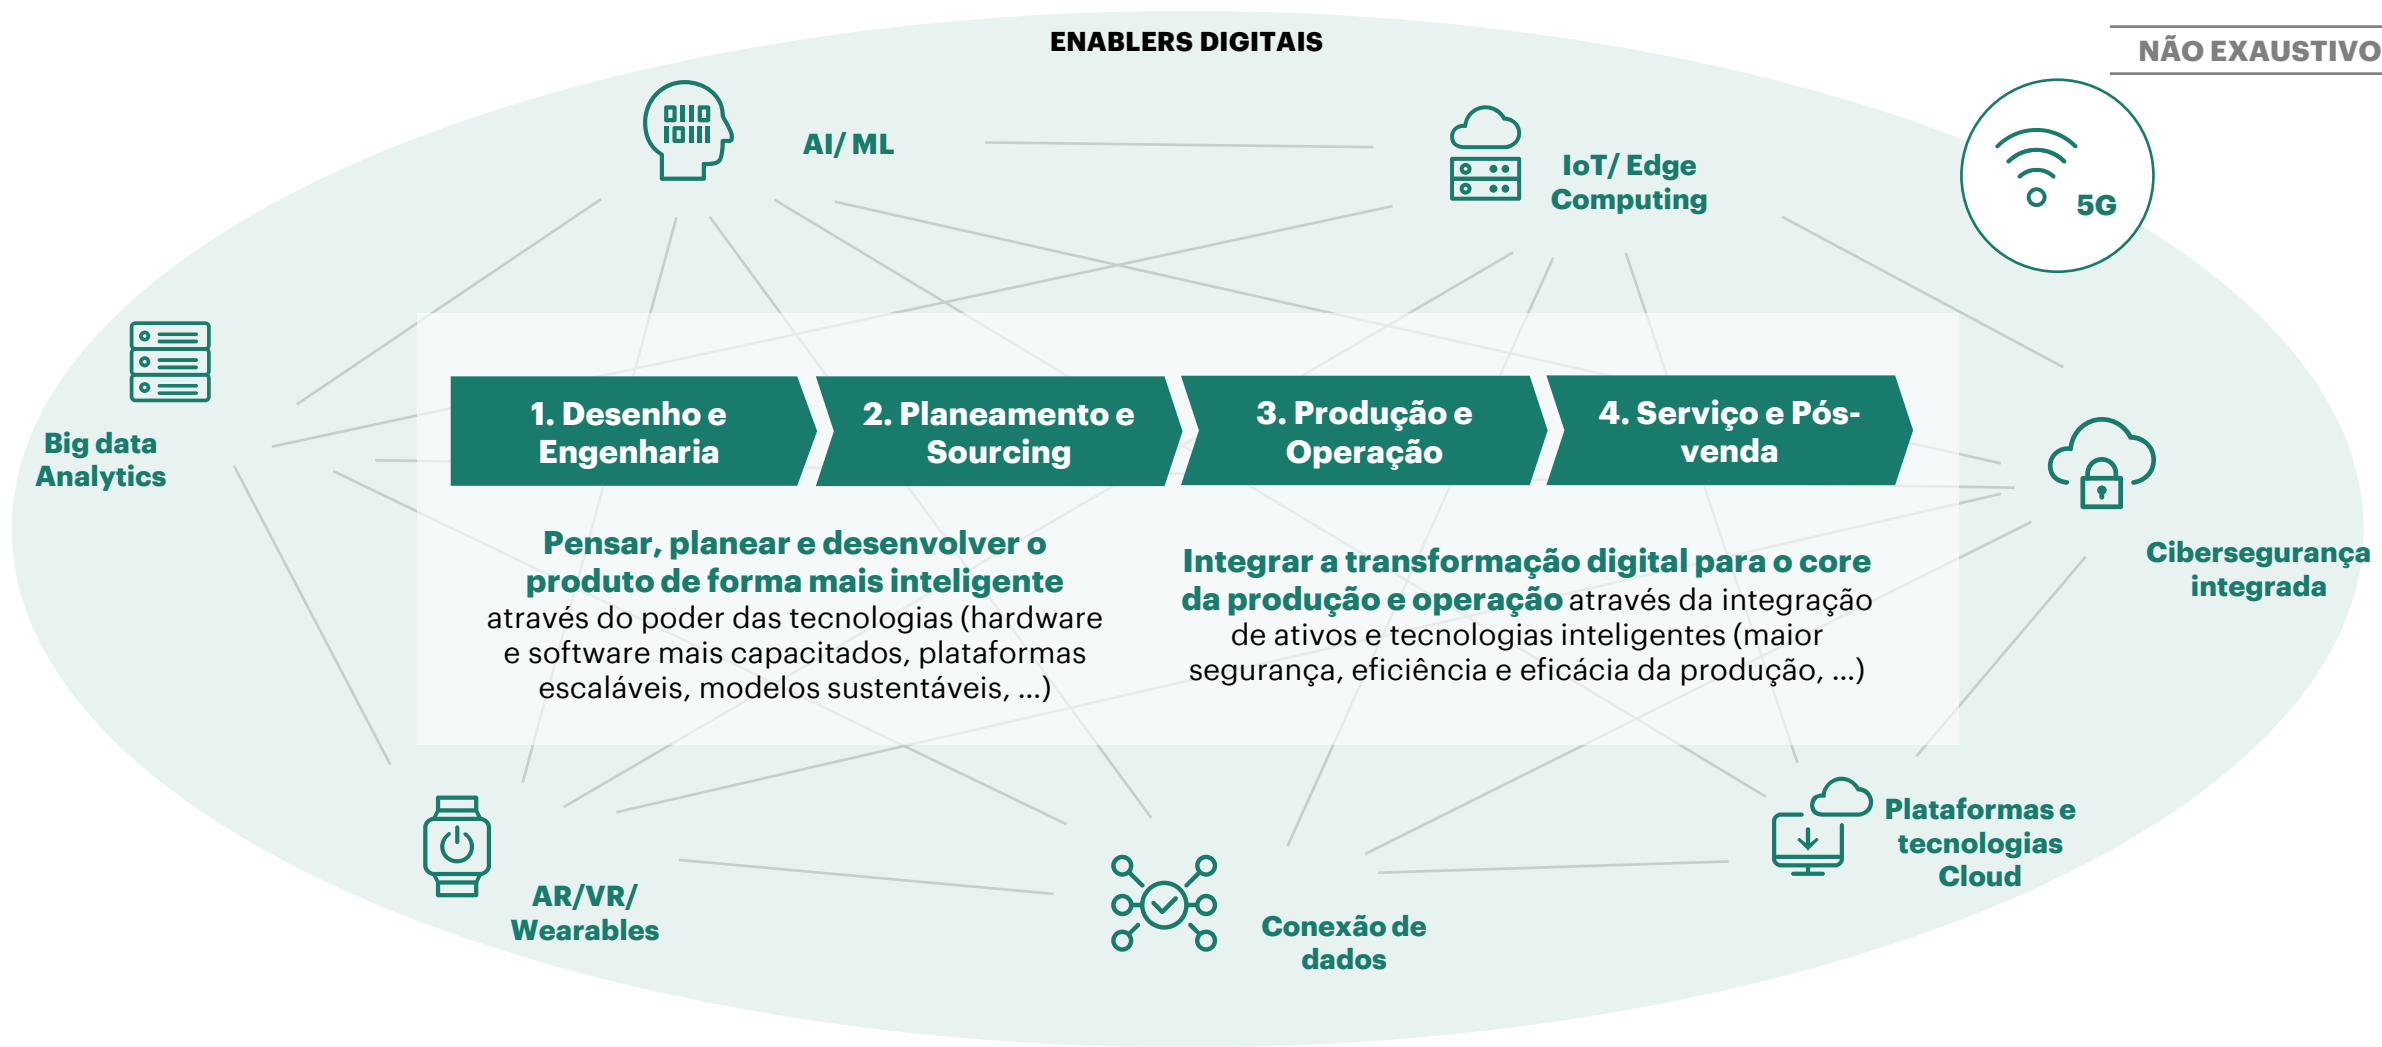 ENABLERS DIGITAIS
NÃO EXAUSTIVO
AI/ ML
IoT/ Edge
Computing
5G
Big data
Analytics
1. Desenho e
Engenharia
2. Planeamento e
Sourcing
3. Produção e
Operação
4. Serviço e Pós-
venda
Pensar, planear e desenvolver o
produto de forma mais inteligente
através do poder das tecnologias (hardware
e software mais capacitados, plataformas
escaláveis, modelos sustentáveis, ...)
Integrar a transformação digital para o core
da produção e operação através da integração
de ativos e tecnologias inteligentes (maior
segurança, eficiência e eficácia da produção, ...)
Cibersegurança
integrada
AR/VR/
Wearables
Conexão de
dados
Plataformas e
tecnologias
Cloud